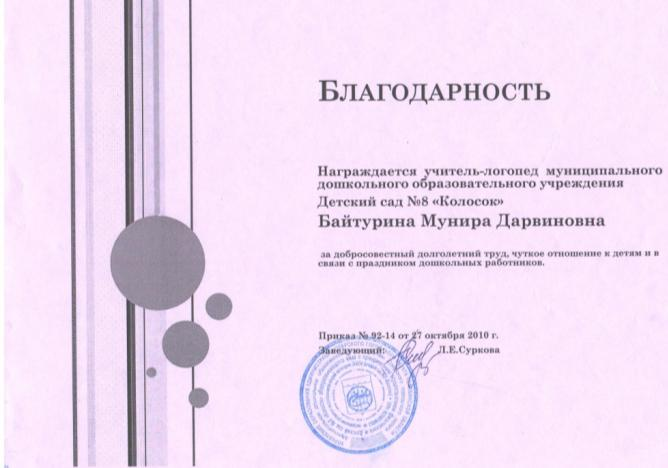 Благодарность
Награждается учитель-логопед муниципального
дошкольного образовательного учреждения
Детский сад №8 «Колосок»
Байтурина Мунира Дарвиновна
за добросовестный долголетний труд, чуткое отношение к детям и в
связи с праздником дошкольных работников.
Приказ № 92-14 от 27 октября 2010 г.
Заведующий: Л.Е.Суркова